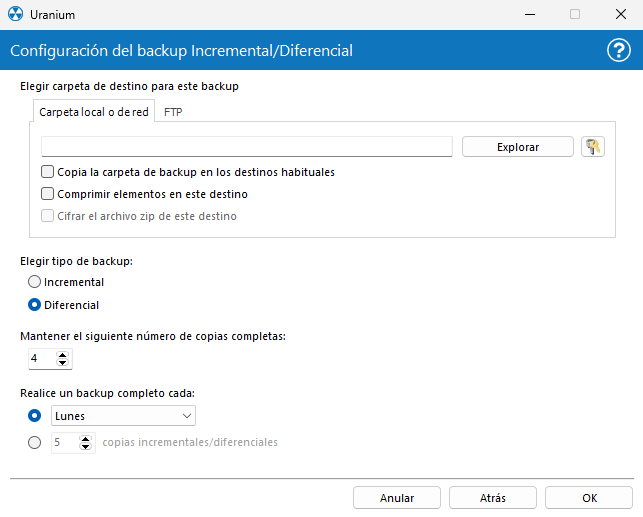 Uranium
Configuración del backup Incremental/Diferencial
Elegir carpeta de destino para este backup
Carpeta local o de red
FTP
Explorar
Copia la carpeta de backup en los destinos habituales
Comprimir elementos en este destino
Cifrar el archivo zip de este destino
Elegir tipo de backup:
Incremental
Diferencial
Mantener el siguiente número de copias completas:
4
Realice un backup completo cada:
Lunes
5 copias incrementales/diferenciales
Anular
Atrás
OK